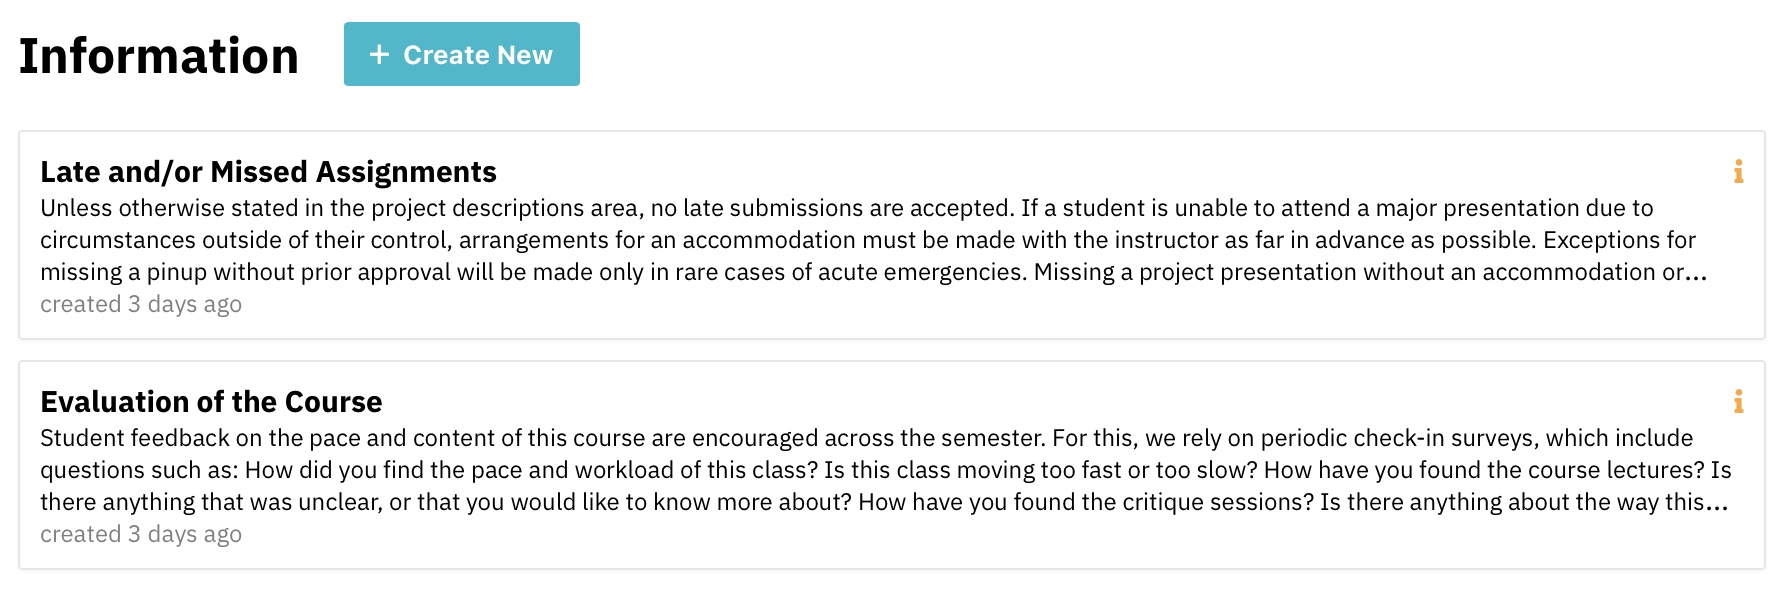 Information
+ Create New
Late and/or Missed Assignments
Unless otherwise stated in the project descriptions area, no late submissions are accepted. If a student is unable to attend a major presentation due to
circumstances outside of their control, arrangements for an accommodation must be made with the instructor as far in advance as possible. Exceptions for
missing a pinup without prior approval will be made only in rare cases of acute emergencies. Missing a project presentation without an accommodation or...
created 3 days ago
Evaluation of the Course
Student feedback on the pace and content of this course are encouraged across the semester. For this, we rely on periodic check-in surveys, which include
questions such as: How did you find the pace and workload of this class? Is this class moving too fast or too slow? How have you found the course lectures? Is
there anything that was unclear, or that you would like to know more about? How have you found the critique sessions? Is there anything about the way this...
created 3 days ago